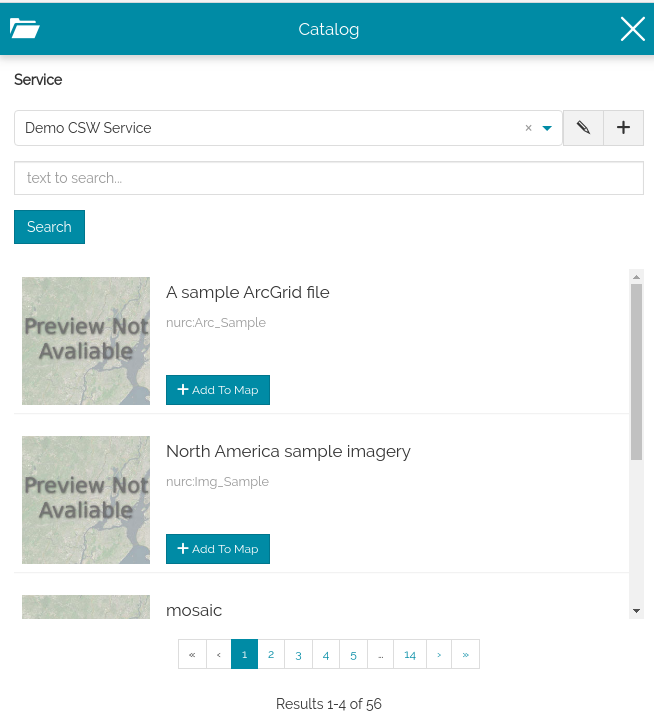 Catalog
Service
Demo CSW Service
×
text to search...
Search
Preview Not
Avaliable
A sample ArcGrid file
nurc:Arc_Sample
Add To Map
Preview Not
Avaliable
North America sample imagery
nurc:Img_Sample
Add To Map
mosaic
« ‹ 1 2 3 4 5 ... 14 › »
Results 1-4 of 56